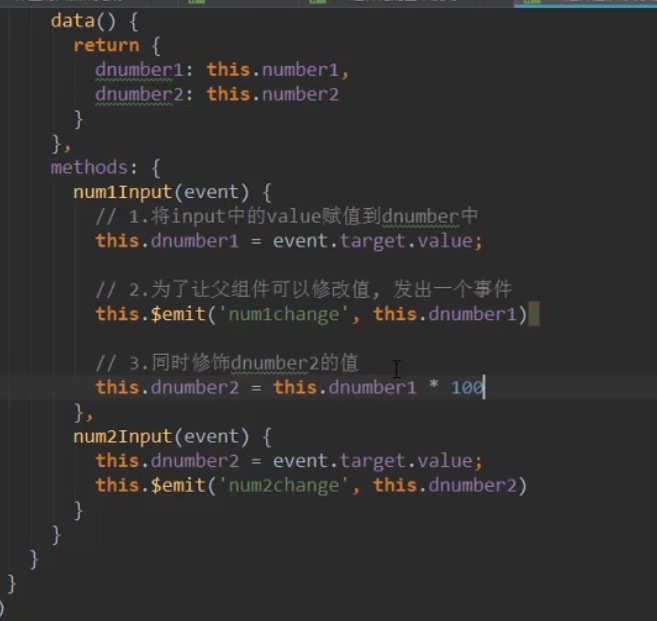 data() {
return {
dnumber1: this.number1,
dnumber2: this.number2
}
},
methods: {
num1Input(event) {
// 1.将input中的value赋值到dnumber中
this.dnumber1 = event.target.value;
// 2.为了让父组件可以修改值, 发出一个事件
this.$emit('num1change', this.dnumber1)
// 3.同时修饰dnumber2的值
this.dnumber2 = this.dnumber1 * 100
},
num2Input(event) {
this.dnumber2 = event.target.value;
this.$emit('num2change', this.dnumber2)
}
}
}
}
)